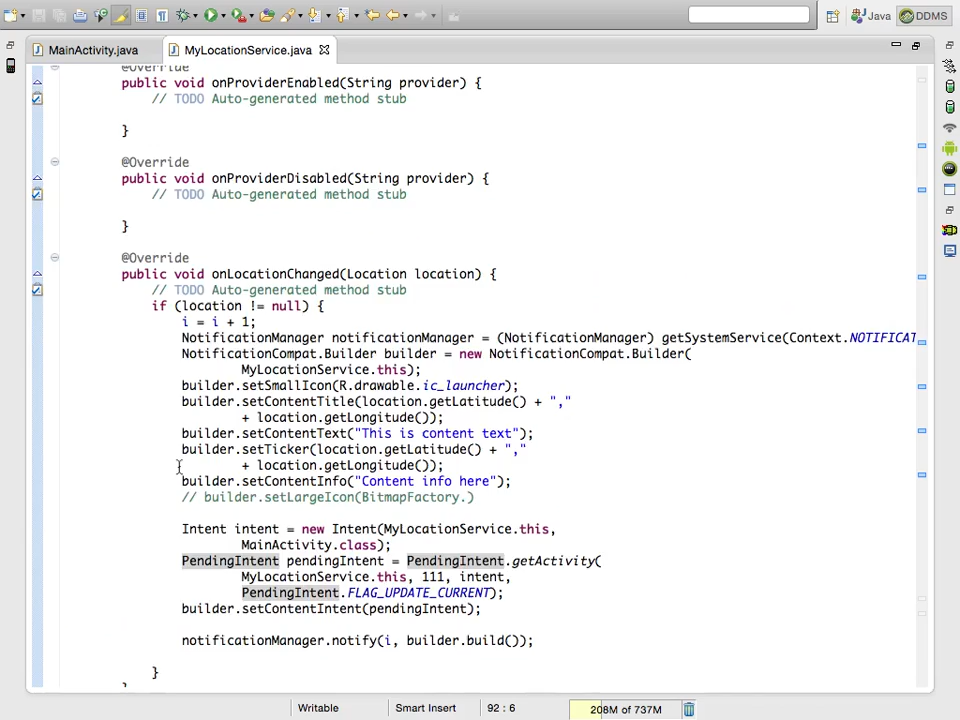 Java
DDMS
MainActivity.java
MyLocationService.java
@Override
public void onProviderEnabled(String provider) {
// TODO Auto-generated method stub
}
@Override
public void onProviderDisabled(String provider) {
// TODO Auto-generated method stub
}
@Override
public void onLocationChanged(Location location) {
// TODO Auto-generated method stub
if (location != null) {
i = i + 1;
NotificationManager notificationManager = (NotificationManager) getSystemService(Context.NOTIFICAT
NotificationCompat.Builder builder = new NotificationCompat.Builder(
MyLocationService.this);
builder.setSmallIcon(R.drawable.ic_launcher);
builder.setContentTitle(location.getLatitude() + ","
+ location.getLongitude());
builder.setContentText("This is content text");
builder.setTicker(location.getLatitude() + ","
+ location.getLongitude());
builder.setContentInfo("Content info here");
// builder.setLargeIcon(BitmapFactory.)
Intent intent = new Intent(MyLocationService.this,
MainActivity.class);
PendingIntent pendingIntent = PendingIntent.getActivity(
MyLocationService.this, 111, intent,
PendingIntent.FLAG_UPDATE_CURRENT);
builder.setContentIntent(pendingIntent);
notificationManager.notify(i, builder.build());
}
}
Writable
Smart Insert
92 : 6
208M of 737M